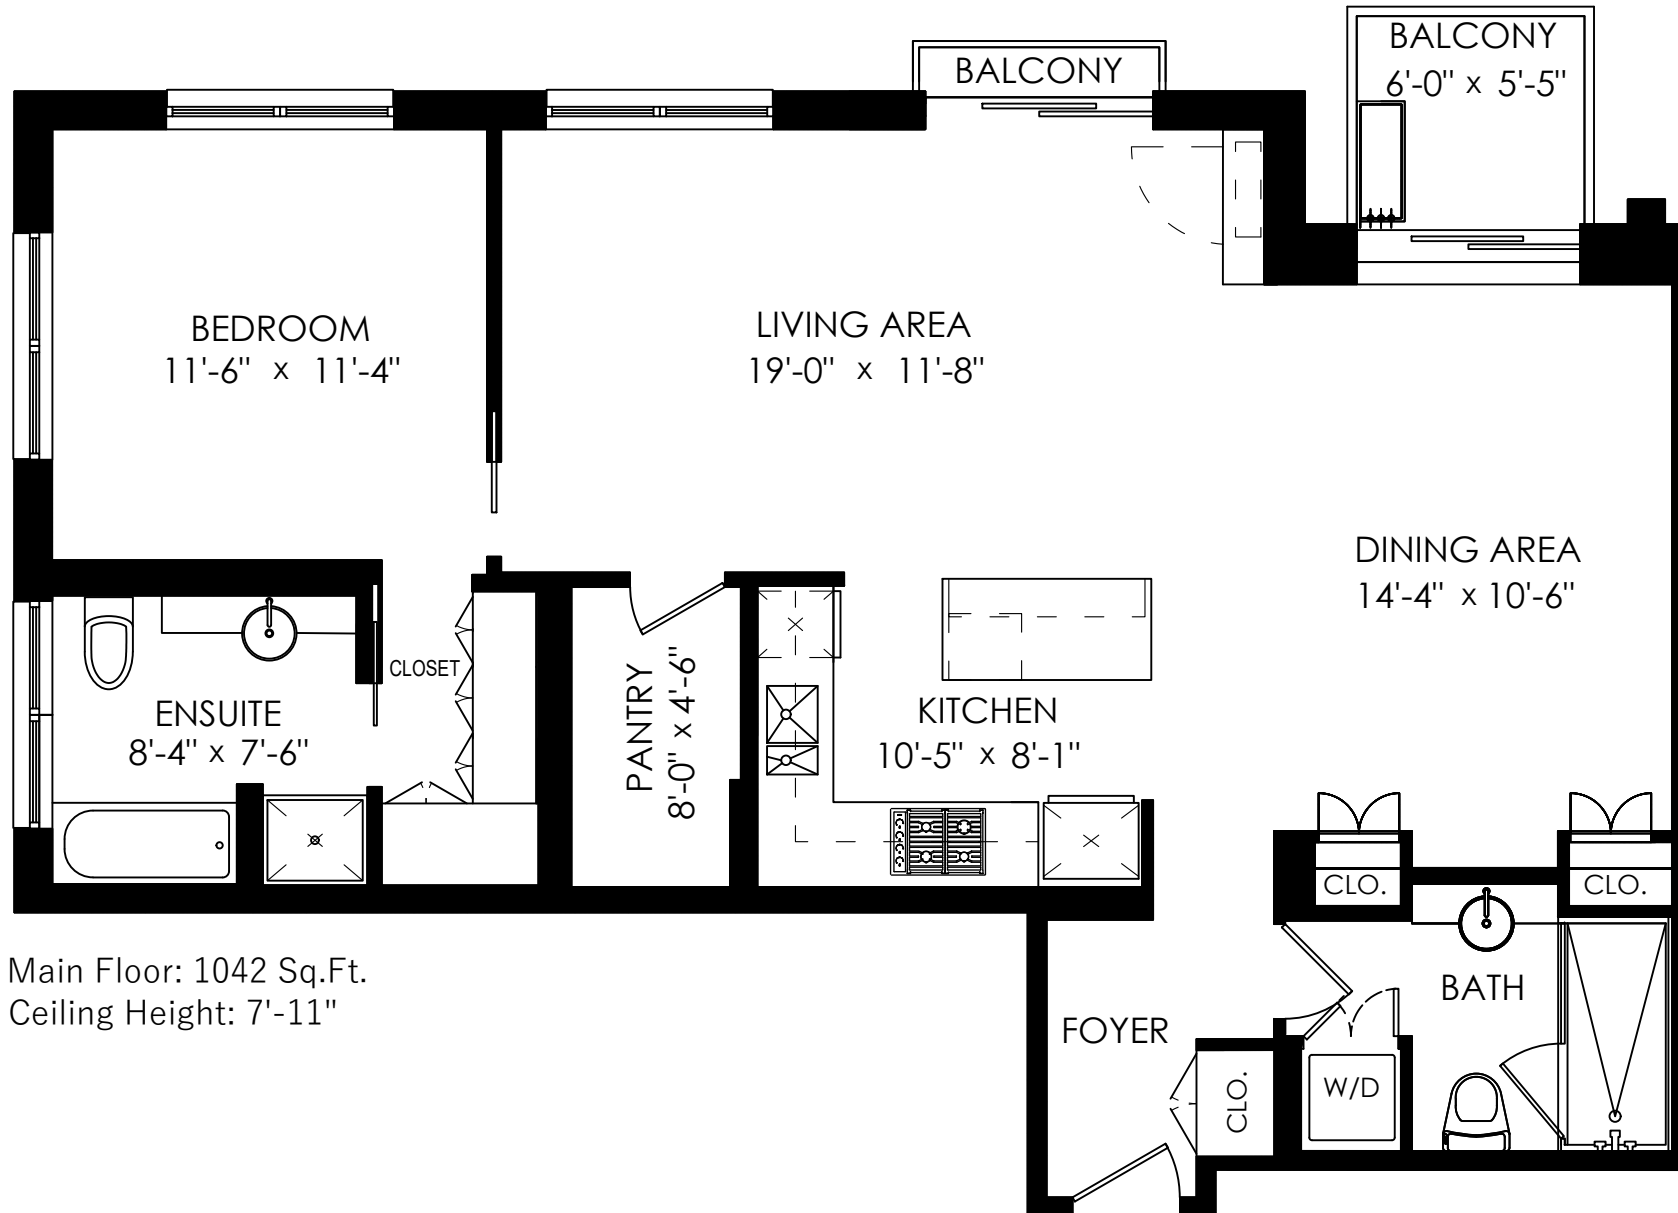 BALCONY
BALCONY
6'-0" x 5'-5"
BEDROOM
11'-6" x 11'-4"
LIVING AREA
19'-0" x 11'-8"
DINING AREA
14'-4" x 10'-6"
CLOSET
ENSUITE
8'-4" x 7'-6"
PANTRY
8'-0" x 4'-6"
KITCHEN
10'-5" x 8'-1"
CLO.
CLO.
Main Floor: 1042 Sq.Ft.
Ceiling Height: 7'-11"
BATH
FOYER
CLO.
W/D